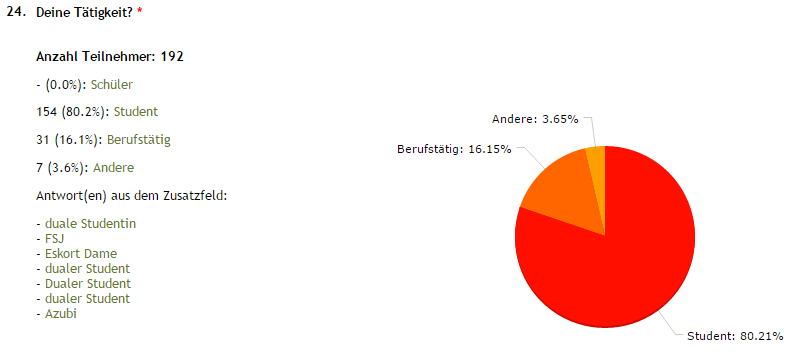 24. Deine Tätigkeit? *
Anzahl Teilnehmer: 192
- (0.0%): Schüler
154 (80.2%): Student
31 (16.1%): Berufstätig
7 (3.6%): Andere
Antwort(en) aus dem Zusatzfeld:
- duale Studentin
- FSJ
- Eskort Dame
- dualer Student
- Dualer Student
- dualer Student
- Azubi
Andere: 3.65%
Berufstätig: 16.15%
Student: 80.21%